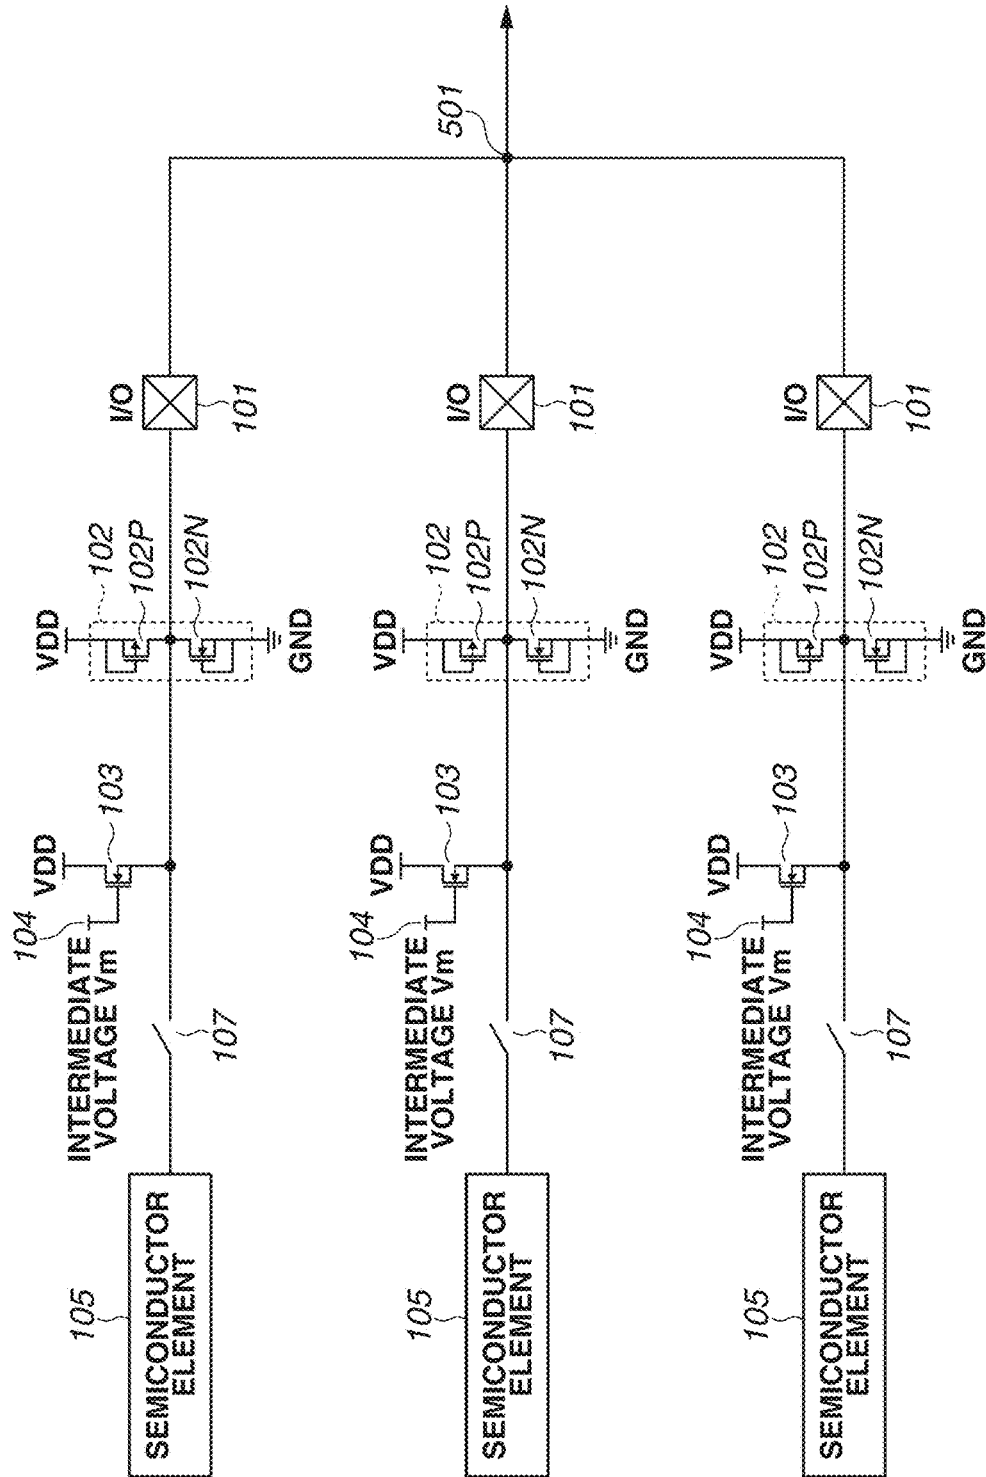 105
SEMICONDUCTOR
ELEMENT
INTERMEDIATE
VOLTAGE Vm
104
107
VDD
103
VDD
102
102P
102N
GND
I/O
101
105
SEMICONDUCTOR
ELEMENT
INTERMEDIATE
VOLTAGE Vm
104
107
VDD
103
VDD
102
102P
102N
GND
I/O
101
501
105
SEMICONDUCTOR
ELEMENT
INTERMEDIATE
VOLTAGE Vm
104
107
VDD
103
VDD
102
102P
102N
GND
I/O
101